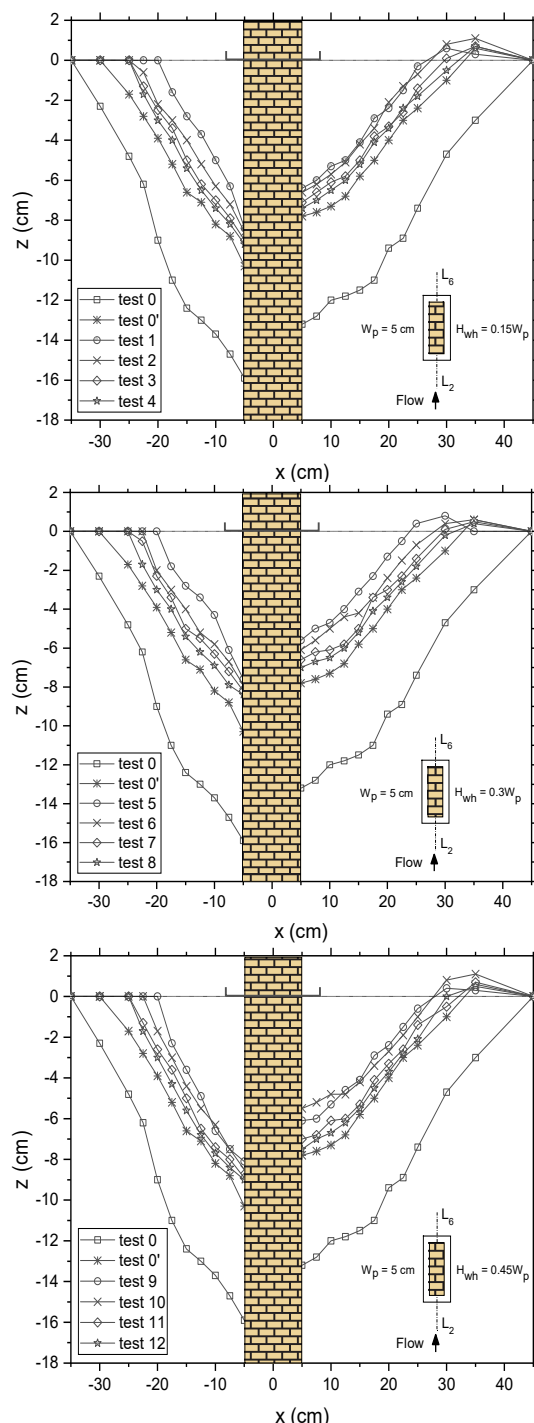 2
0
-2
-4
-6
-8
-10
-12
-14
-16
-18
z (cm)
test 0
test 0'
test 1
test 2
test 3
test 4
L₆
Wₚ = 5 cm
H_wh = 0.15Wₚ
L₂
Flow
-30 -20 -10 0 10 20 30 40
x (cm)
2
0
-2
-4
-6
-8
-10
-12
-14
-16
-18
z (cm)
test 0
test 0'
test 5
test 6
test 7
test 8
L₆
Wₚ = 5 cm
H_wh = 0.3Wₚ
L₂
Flow
-30 -20 -10 0 10 20 30 40
x (cm)
2
0
-2
-4
-6
-8
-10
-12
-14
-16
-18
z (cm)
test 0
test 0'
test 9
test 10
test 11
test 12
L₆
Wₚ = 5 cm
H_wh = 0.45Wₚ
L₂
Flow
-30 -20 -10 0 10 20 30 40
x (cm)